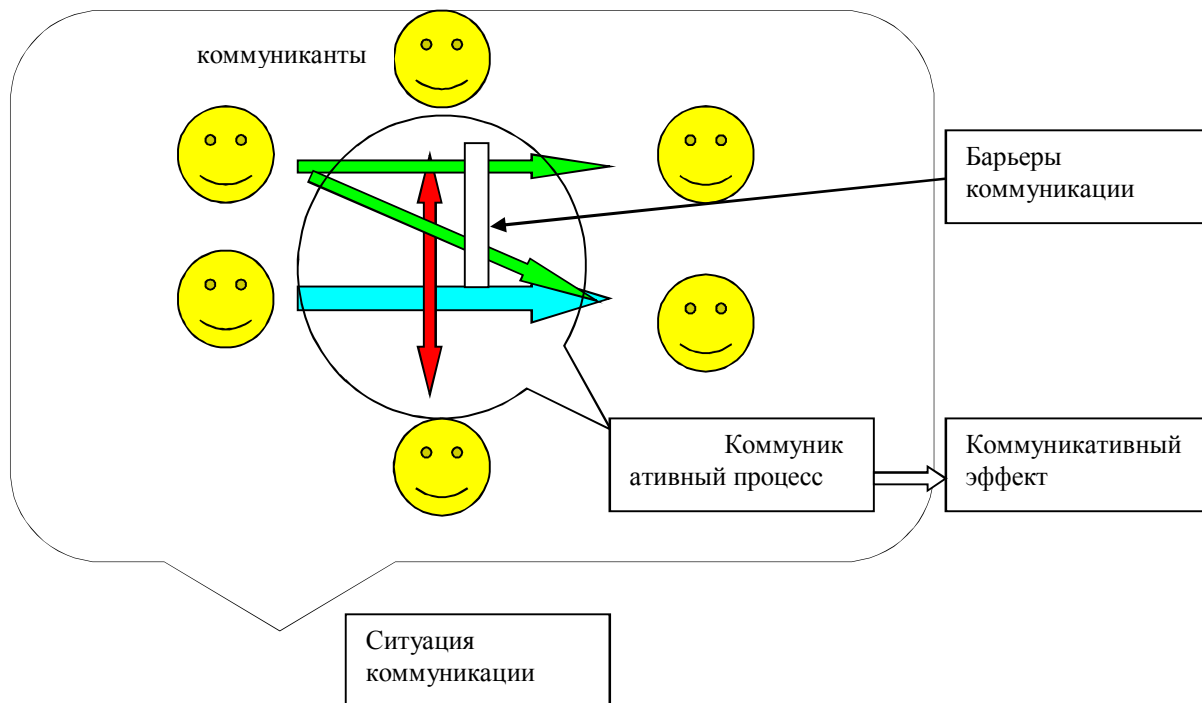 коммуниканты
Барьеры
коммуникации
Коммуник
ативный процесс
Коммуникативный
эффект
Ситуация
коммуникации